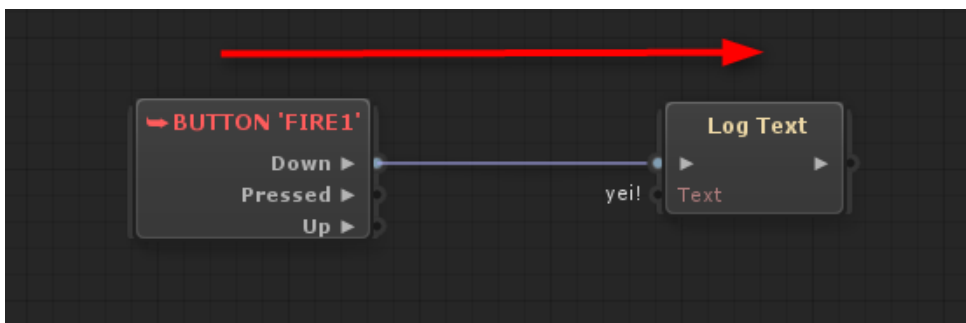 BUTTON 'FIRE1'
Down ▶
Pressed ▶
Up ▶
Log Text
▶ ▶
yei! Text